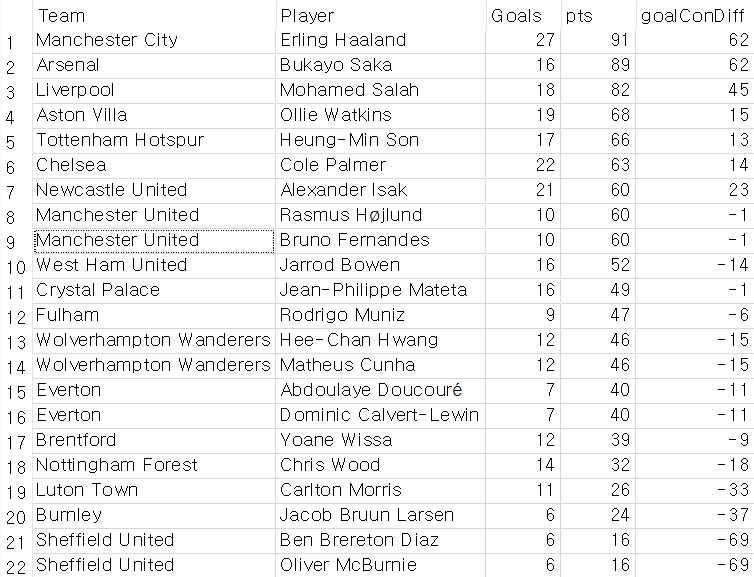 Team Player Goals pts goalConDiff
1 Manchester City Erling Haaland 27 91 62
2 Arsenal Bukayo Saka 16 89 62
3 Liverpool Mohamed Salah 18 82 45
4 Aston Villa Ollie Watkins 19 68 15
5 Tottenham Hotspur Heung-Min Son 17 66 13
6 Chelsea Cole Palmer 22 63 14
7 Newcastle United Alexander Isak 21 60 23
8 Manchester United Rasmus Højlund 10 60 -1
9 Manchester United Bruno Fernandes 10 60 -1
10 West Ham United Jarrod Bowen 16 52 -14
11 Crystal Palace Jean-Philippe Mateta 16 49 -1
12 Fulham Rodrigo Muniz 9 47 -6
13 Wolverhampton Wanderers Hee-Chan Hwang 12 46 -15
14 Wolverhampton Wanderers Matheus Cunha 12 46 -15
15 Everton Abdoulaye Doucouré 7 40 -11
16 Everton Dominic Calvert-Lewin 7 40 -11
17 Brentford Yoane Wissa 12 39 -9
18 Nottingham Forest Chris Wood 14 32 -18
19 Luton Town Carlton Morris 11 26 -33
20 Burnley Jacob Bruun Larsen 6 24 -37
21 Sheffield United Ben Brereton Diaz 6 16 -69
22 Sheffield United Oliver McBurnie 6 16 -69